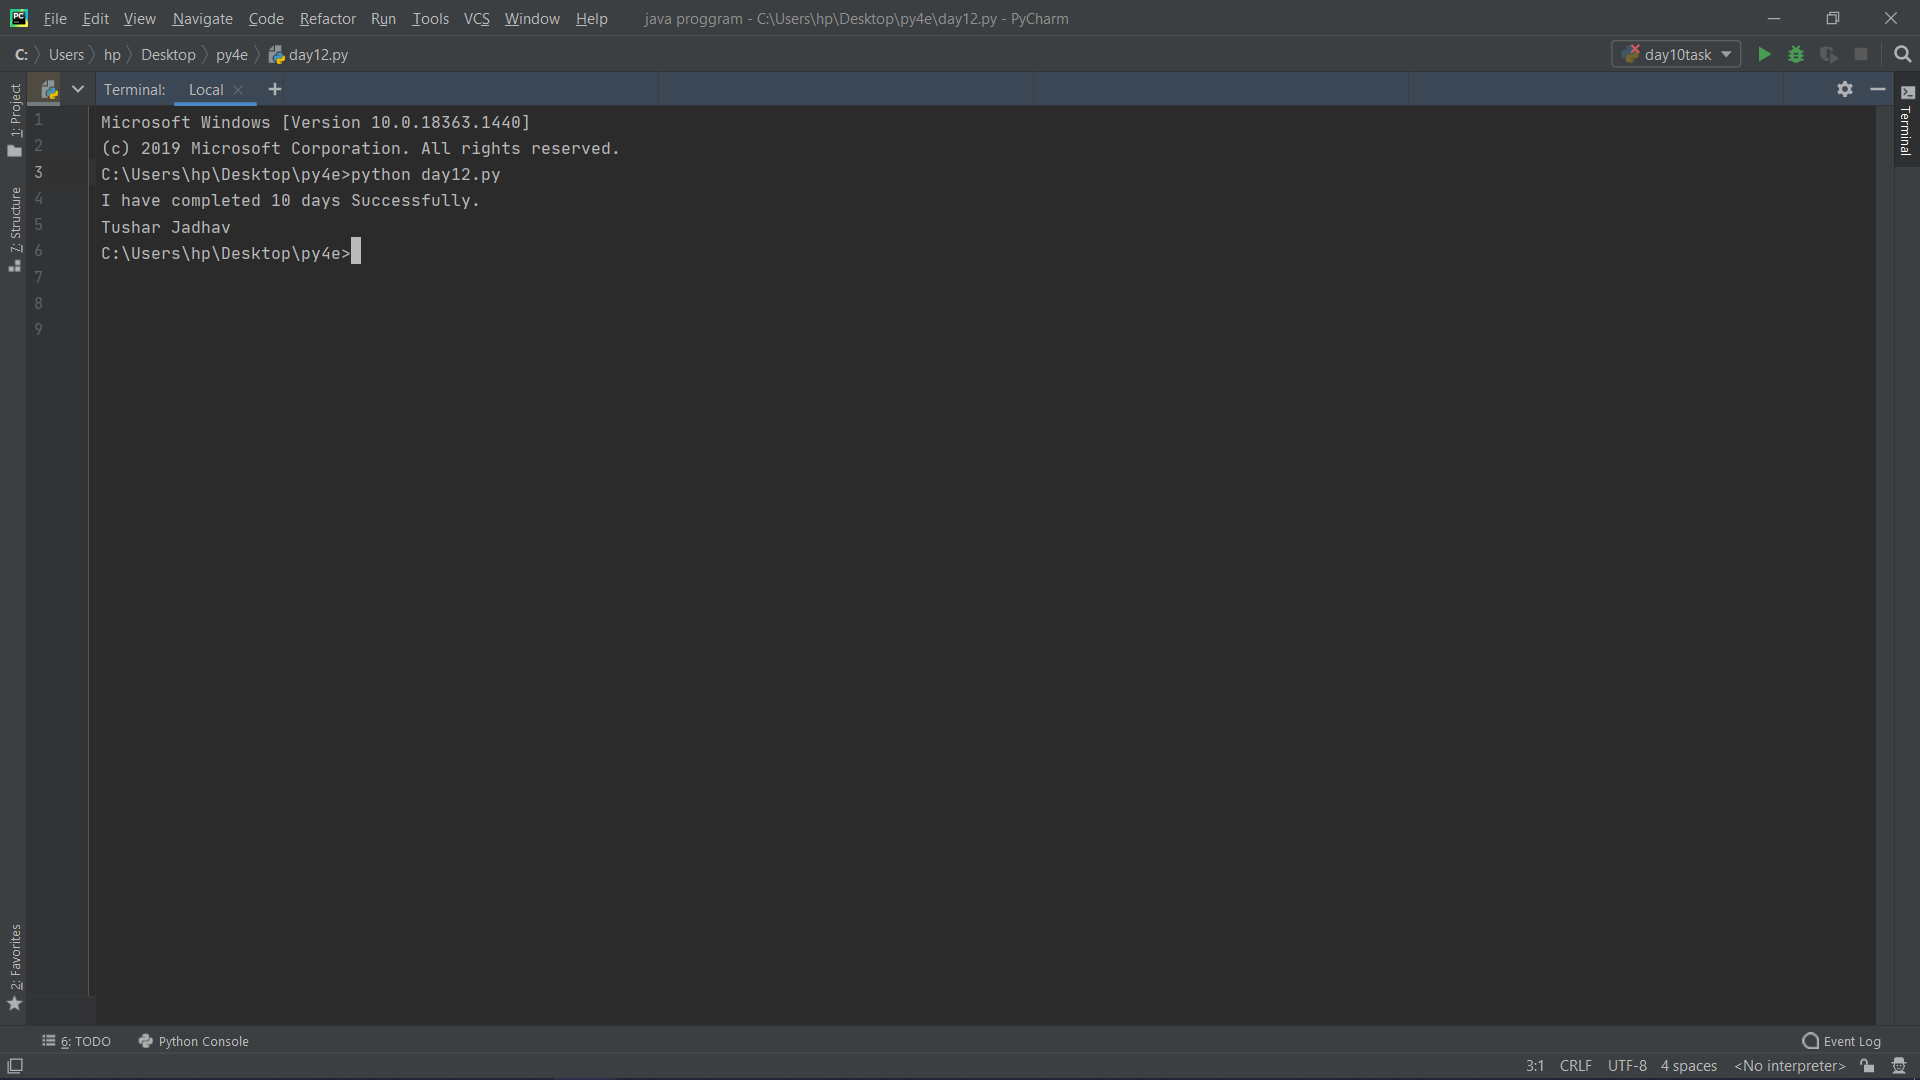 File Edit View Navigate Code Refactor Run Tools VCS Window Help java proggram - C:\Users\hp\Desktop\py4e\day12.py - PyCharm
C: Users hp Desktop py4e day12.py day10task
Terminal: Local
1: Project
7: Structure
2: Favorites
1
2
3
4
5
6
7
8
9
Microsoft Windows [Version 10.0.18363.1440]
(c) 2019 Microsoft Corporation. All rights reserved.
C:\Users\hp\Desktop\py4e>python day12.py
I have completed 10 days Successfully.
Tushar Jadhav
C:\Users\hp\Desktop\py4e>
Terminal
6: TODO Python Console Event Log
3:1 CRLF UTF-8 4 spaces <No interpreter>